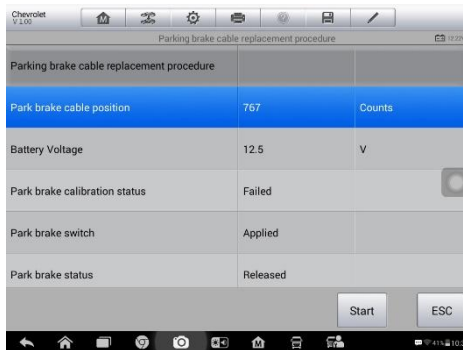 Chevrolet
V 1.00
Parking brake cable replacement procedure
Parking brake cable replacement procedure
Park brake cable position 767 Counts
Battery Voltage 12.5 V
Park brake calibration status Failed
Park brake switch Applied
Park brake status Released
Start ESC
41%